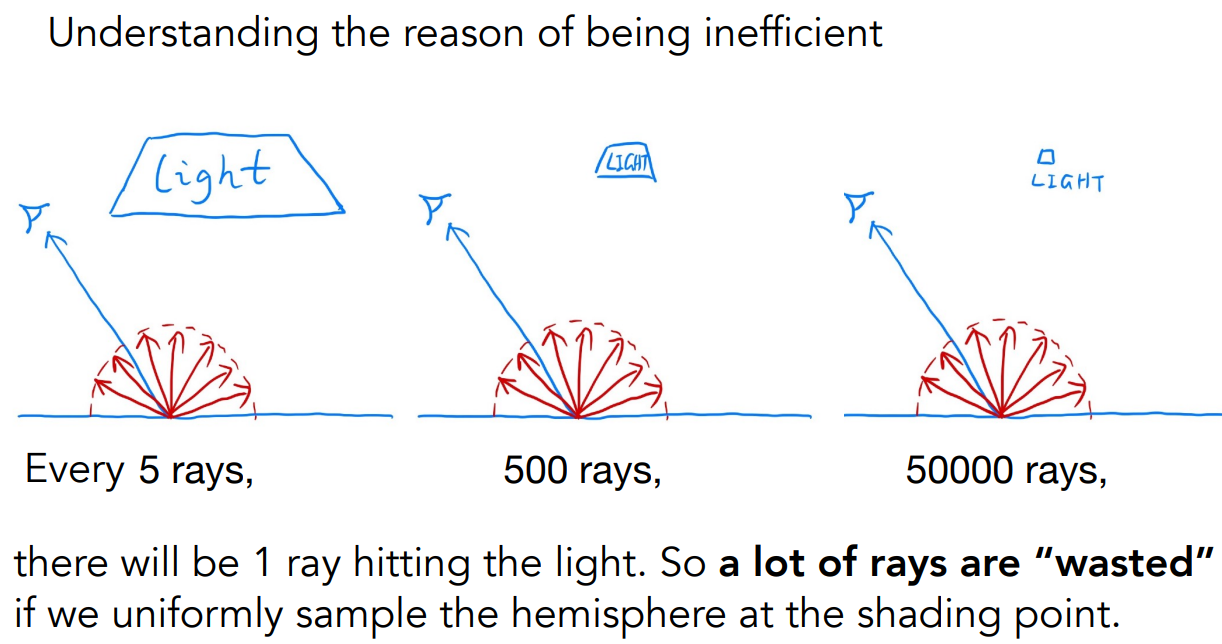 Understanding the reason of being inefficient
Light
LIGHT
LIGHT
Every 5 rays,
500 rays,
50000 rays,
there will be 1 ray hitting the light. So a lot of rays are “wasted”
if we uniformly sample the hemisphere at the shading point.